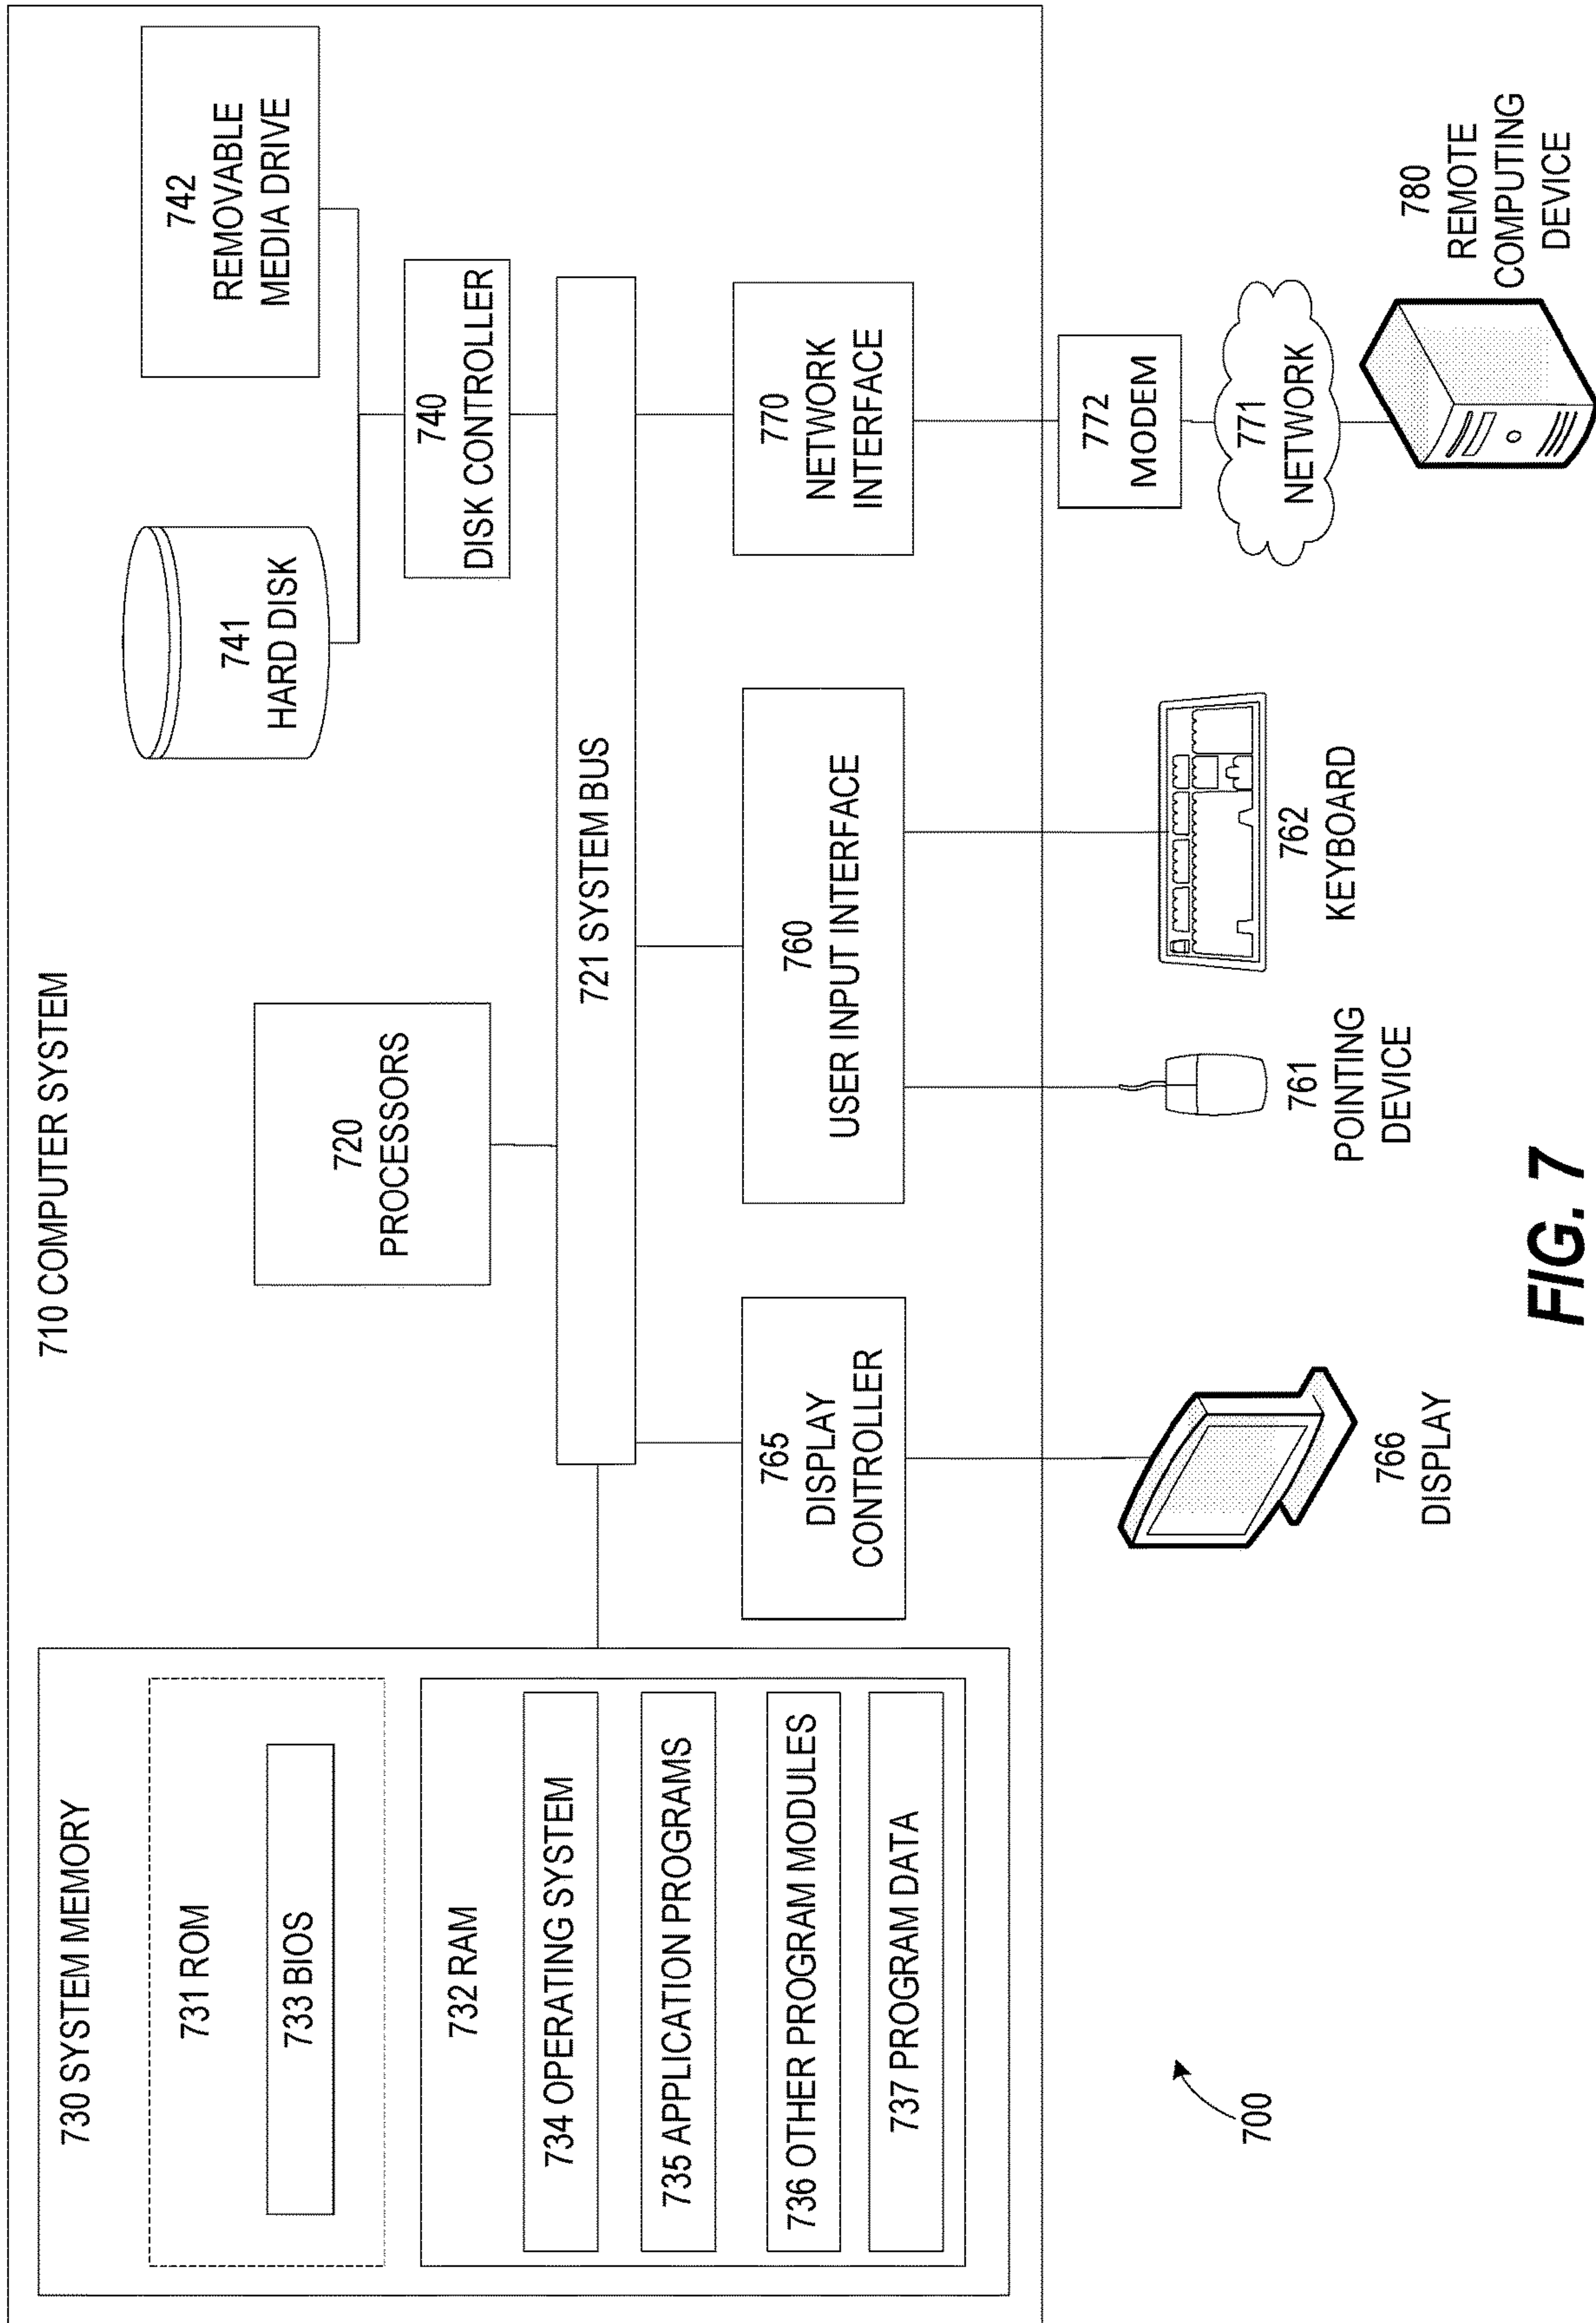 710 COMPUTER SYSTEM
730 SYSTEM MEMORY
731 ROM
733 BIOS
732 RAM
734 OPERATING SYSTEM
735 APPLICATION PROGRAMS
736 OTHER PROGRAM MODULES
737 PROGRAM DATA
720
PROCESSORS
721 SYSTEM BUS
741
HARD DISK
742
REMOVABLE
MEDIA DRIVE
740
DISK CONTROLLER
765
DISPLAY
CONTROLLER
760
USER INPUT INTERFACE
770
NETWORK
INTERFACE
772
MODEM
771
NETWORK
766
DISPLAY
761
POINTING
DEVICE
762
KEYBOARD
780
REMOTE
COMPUTING
DEVICE
700
FIG. 7